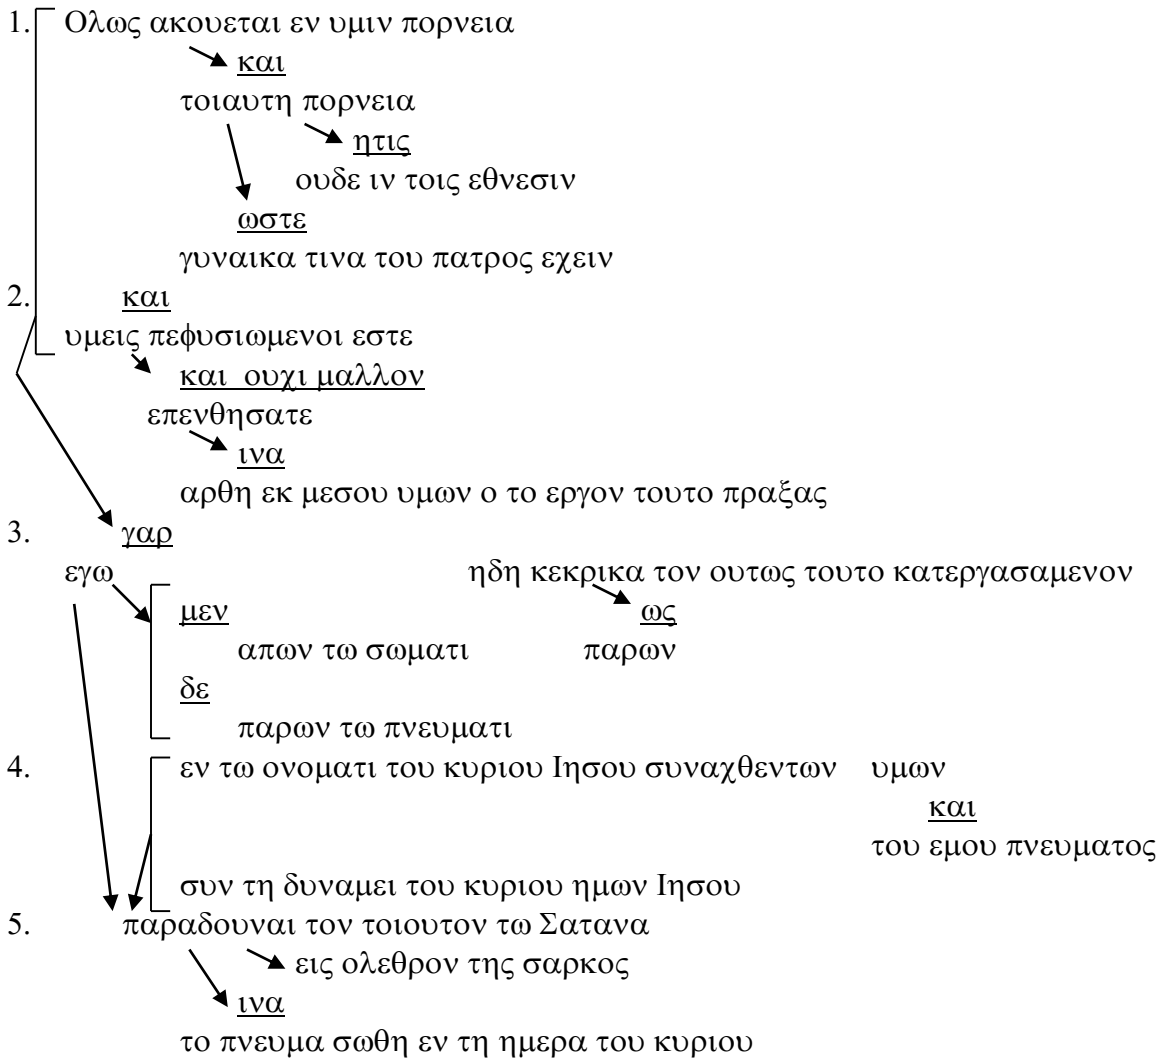 1. Ολως ακουεται εν υμιν πορνεια
και
τοιαυτη πορνεια
ητις
ουδε ιν τοις εθνεσιν
ωστε
γυναικα τινα του πατρος εχειν
2. και
υμεις πεφυσιωμενοι εστε
και ουχι μαλλον
επενθησατε
ινα
αρθη εκ μεσου υμων ο το εργον τουτο πραξας
3. γαρ
εγω ηδη κεκρικα τον ουτως τουτο κατεργασαμενον
μεν ως
απων τω σωματι παρων
δε
παρων τω πνευματι
4. εν τω ονοματι του κυριου Ιησου συναχθεντων υμων
και
του εμου πνευματος
συν τη δυναμει του κυριου ημων Ιησου
5. παραδουναι τον τοιουτον τω Σατανα
εις ολεθρον της σαρκος
ινα
το πνευμα σωθη εν τη ημερα του κυριου